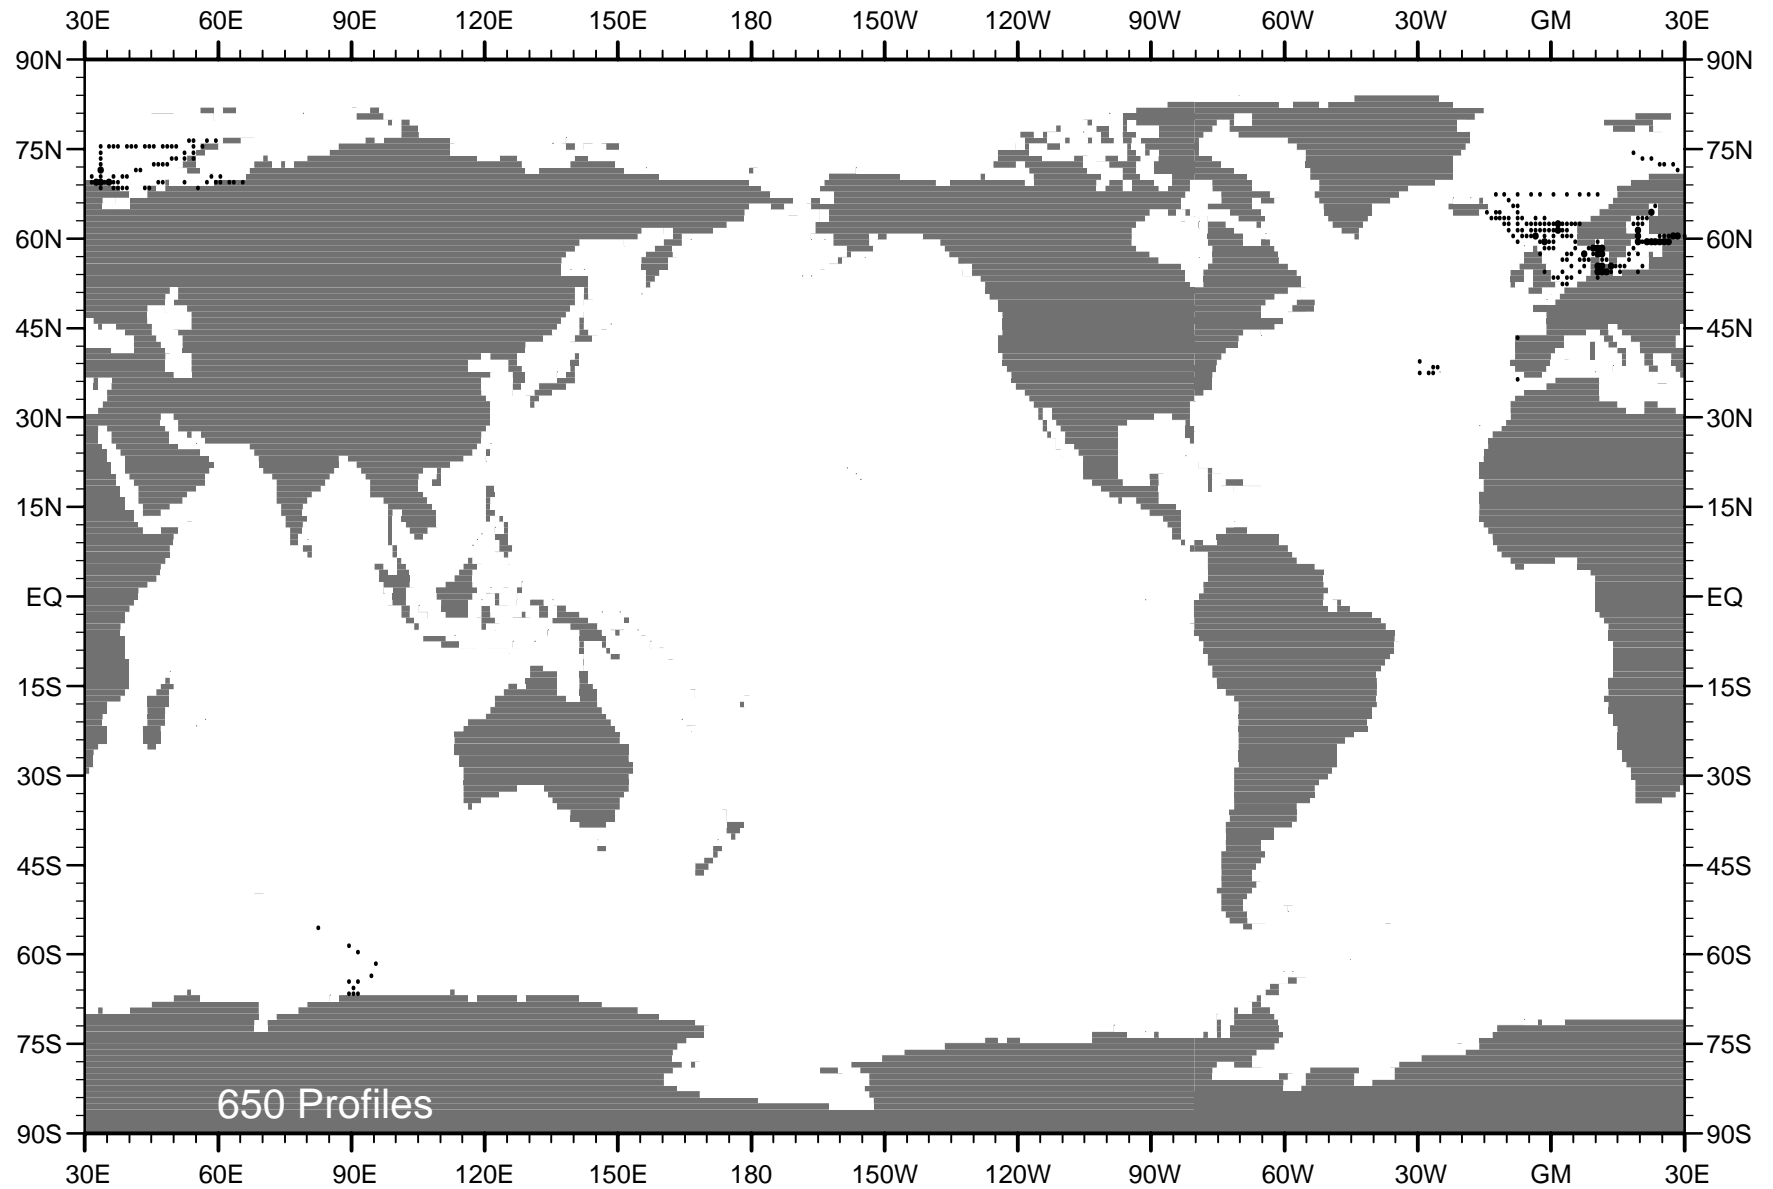 30E 60E 90E 120E 150E 180 150W 120W 90W 60W 30W GM 30E
90N 90N
75N 75N
60N 60N
45N 45N
30N 30N
15N 15N
EQ EQ
15S 15S
30S 30S
45S 45S
60S 60S
75S 75S
650 Profiles
90S 90S
30E 60E 90E 120E 150E 180 150W 120W 90W 60W 30W GM 30E